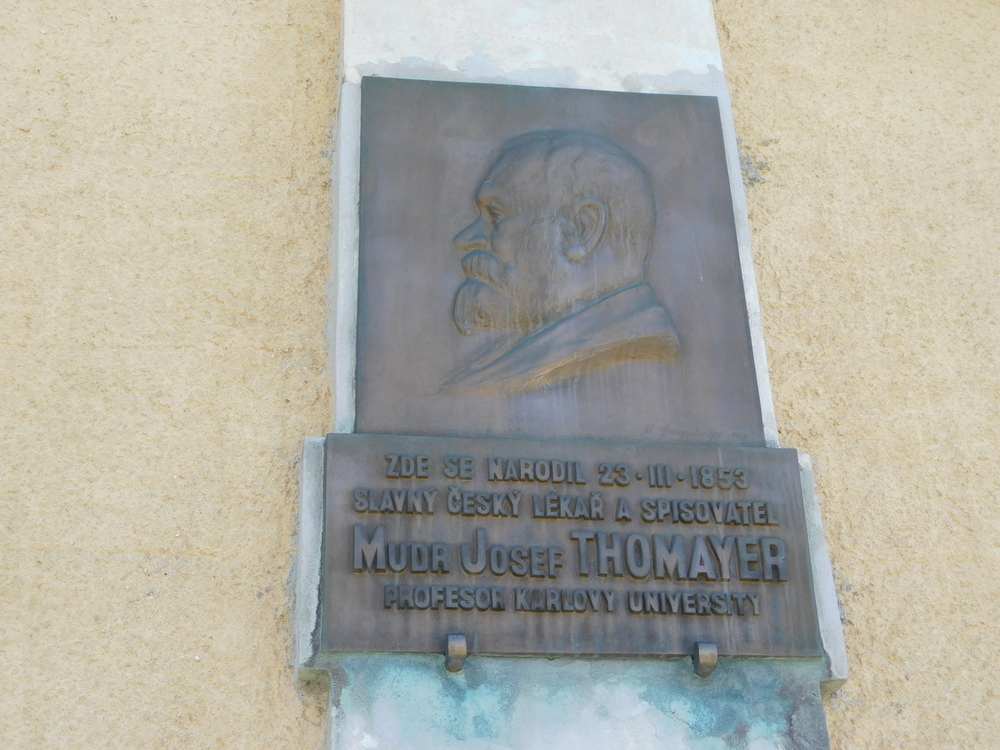 ZDE SE NARODIL 23·III·1853
SLAVNÝ ČESKÝ LÉKAŘ A SPISOVATEL
MUDR JOSEF THOMAYER
PROFESOR KARLOVY UNIVERSITY